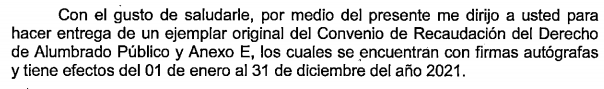 Con el gusto de saludarle, por medio del presente me dirijo a usted para
hacer entrega de un ejemplar original del Convenio de Recaudación del Derecho
de Alumbrado Público y Anexo E, los cuales se encuentran con firmas autógrafas
y tiene efectos del 01 de enero al 31 de diciembre del año 2021.